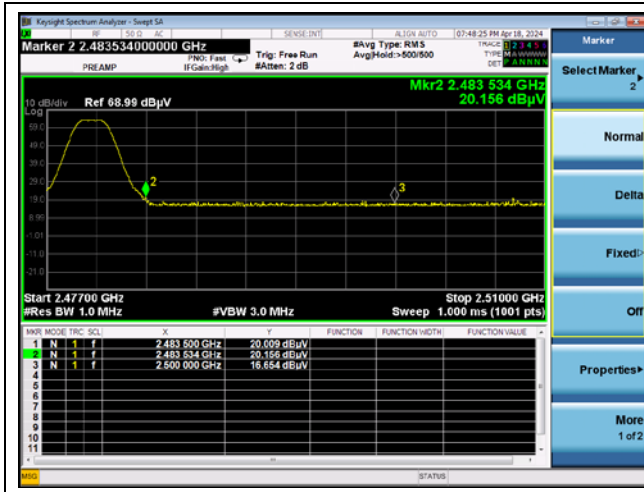 Keysight Spectrum Analyzer - Swept SA
RF 50 Ω AC SENSE:INT ALIGN AUTO 07:48:25 PM Apr 18, 2024
Marker 2 2.483534000000 GHz
PREAMP
PNO: Fast
IFGain:High
Trig: Free Run
#Atten: 2 dB
#Avg Type: RMS
Avg|Hold:>500/500
TRACE 1 2 3 4 5 6
TYPE M A WWWW
DET P A N N N N
Mkr2 2.483 534 GHz
20.156 dBµV
10 dB/div Ref 68.99 dBµV
Log
59.0
49.0
39.0
29.0
19.0
8.99
-1.01
-11.0
-21.0
2
3
Start 2.47700 GHz Stop 2.51000 GHz
#Res BW 1.0 MHz #VBW 3.0 MHz Sweep 1.000 ms (1001 pts)
MKR MODE TRC SCL X Y FUNCTION FUNCTION WIDTH FUNCTION VALUE
1 N 1 f 2.483 500 GHz 20.009 dBµV
2 N 1 f 2.483 534 GHz 20.156 dBµV
3 N 1 f 2.500 000 GHz 16.654 dBµV
4
5
6
7
8
9
10
11
MSG STATUS
Marker
Select Marker
2
Normal
Delta
Fixed
Off
Properties
More
1 of 2